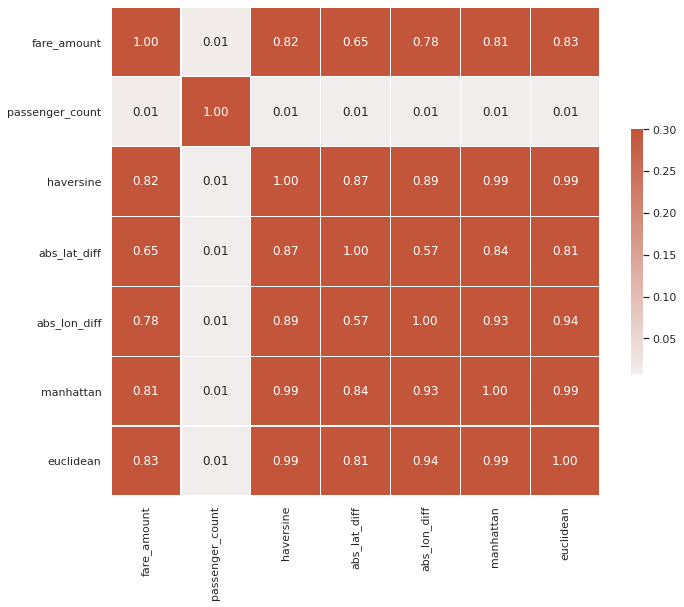 fare_amount 1.00 0.01 0.82 0.65 0.78 0.81 0.83
passenger_count 0.01 1.00 0.01 0.01 0.01 0.01 0.01
haversine 0.82 0.01 1.00 0.87 0.89 0.99 0.99
abs_lat_diff 0.65 0.01 0.87 1.00 0.57 0.84 0.81
abs_lon_diff 0.78 0.01 0.89 0.57 1.00 0.93 0.94
manhattan 0.81 0.01 0.99 0.84 0.93 1.00 0.99
euclidean 0.83 0.01 0.99 0.81 0.94 0.99 1.00
fare_amount passenger_count haversine abs_lat_diff abs_lon_diff manhattan euclidean
0.30
0.25
0.20
0.15
0.10
0.05